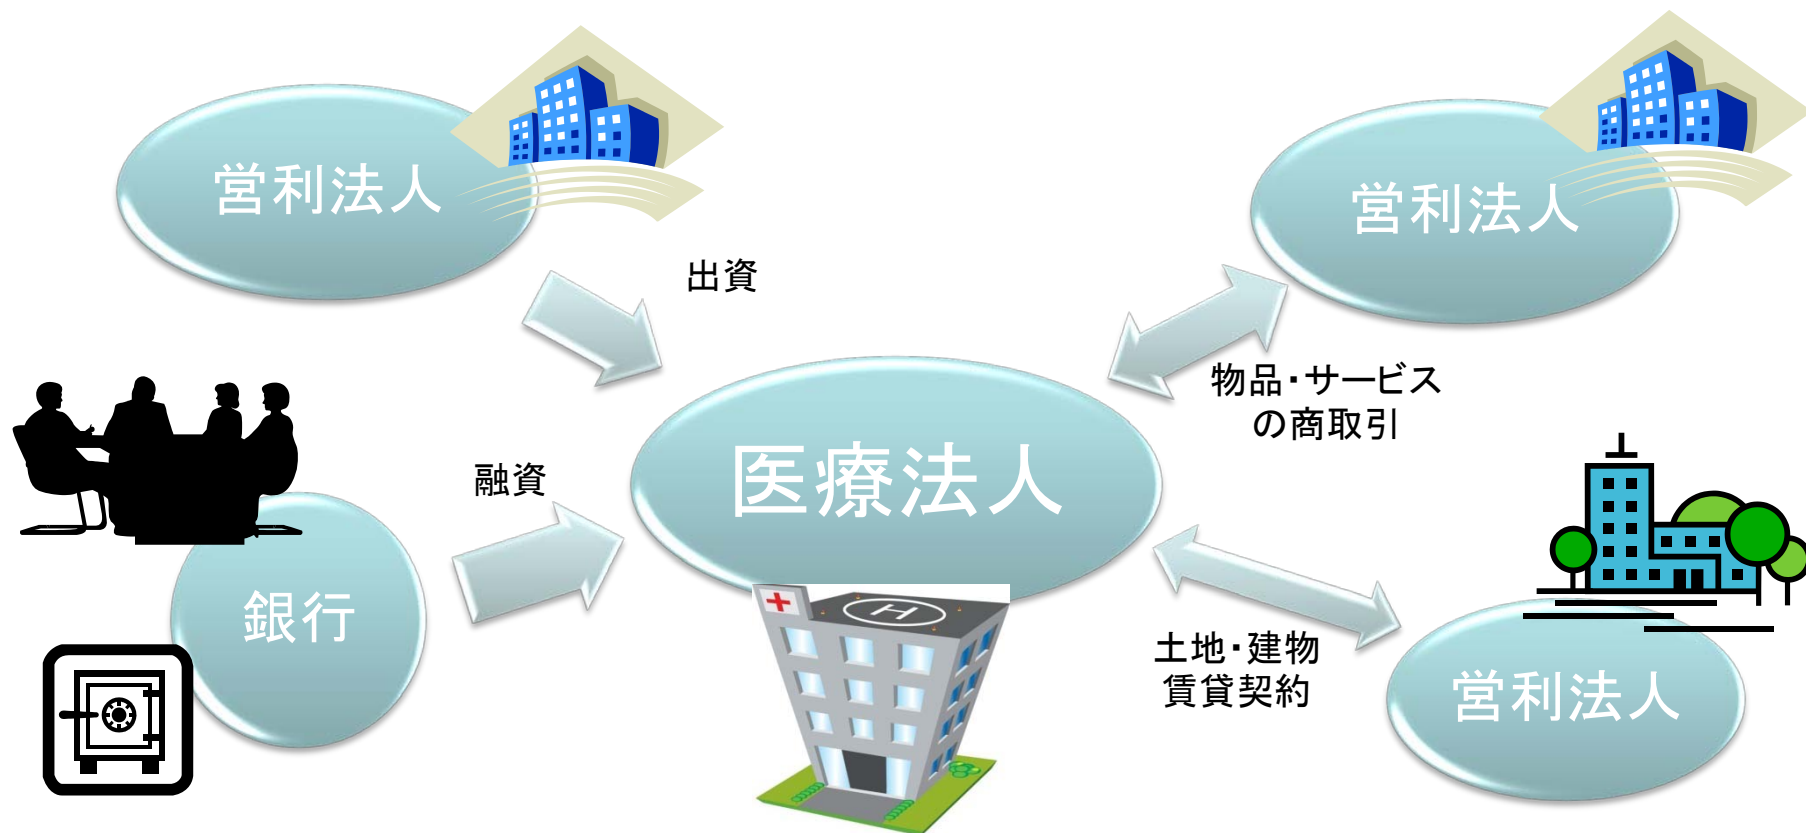 営利法人
営利法人
出資
物品・サービス
の商取引
医療法人
融資
銀行
H
土地・建物
賃貸契約
営利法人